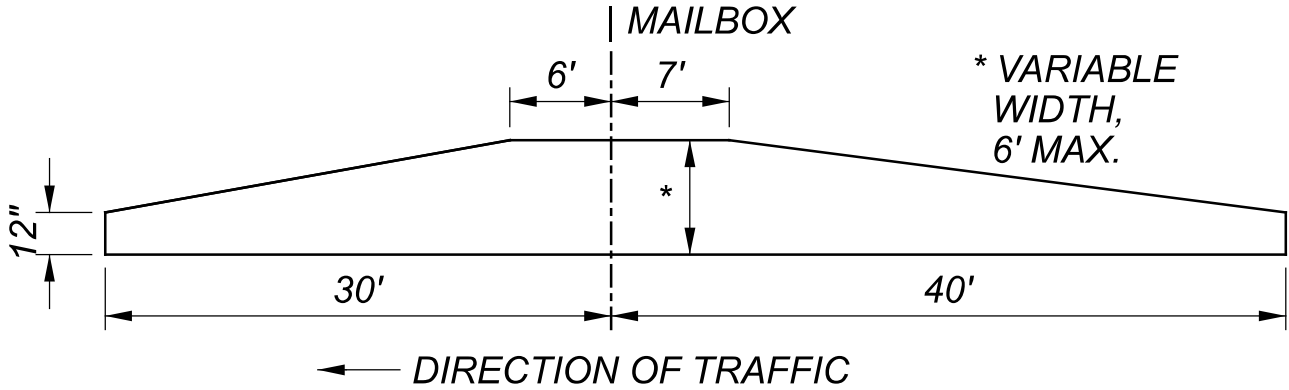 MAILBOX
6' 7'
* VARIABLE
WIDTH,
6' MAX.
*
12"
30' 40'
DIRECTION OF TRAFFIC